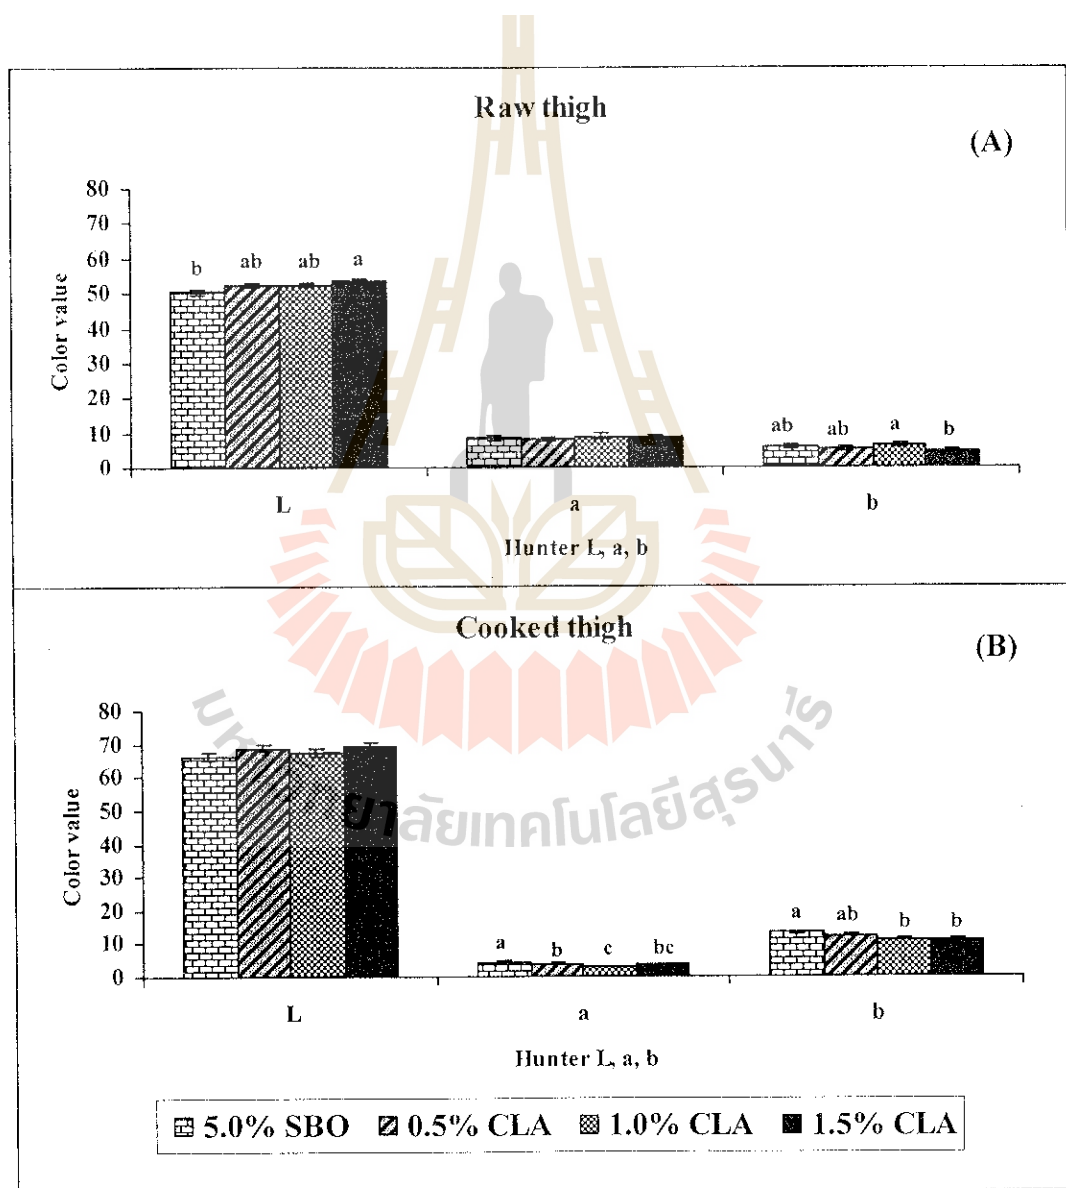 Raw thigh
(A)
80
70
60
50
40
30
20
10
0
Color value
b ab ab a
ab ab a b
L a b
Hunter L, a, b
Cooked thigh
(B)
80
70
60
50
40
30
20
10
0
Color value
a b c bc
a ab b b
L a b
Hunter L, a, b
5.0% SBO 0.5% CLA 1.0% CLA 1.5% CLA
มหาวิทยาลัยเทคโนโลยีสุรนารี